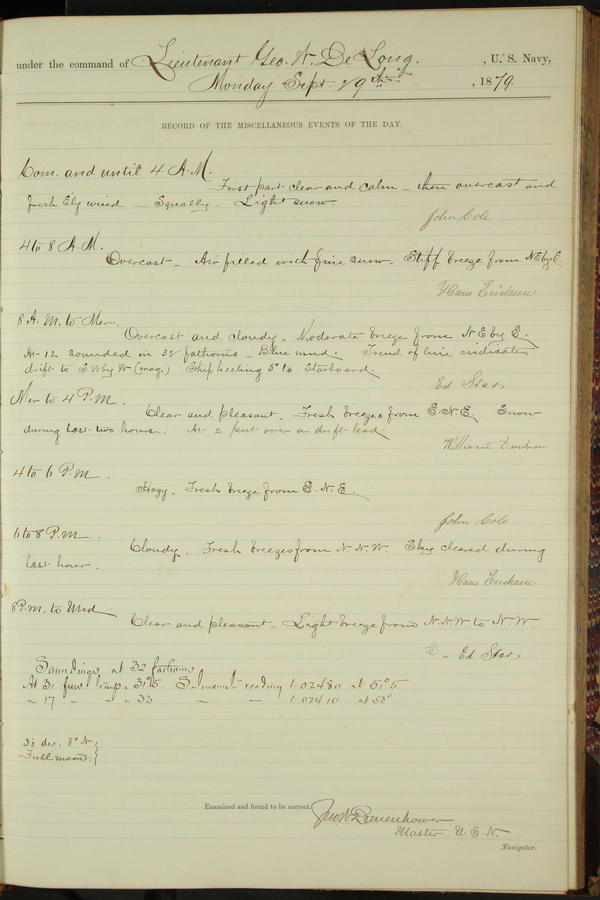 under the command of Lieutenant Geo. W. De Long. , U. S. Navy,
Monday Sept. 29th , 1879.
RECORD OF THE MISCELLANEOUS EVENTS OF THE DAY.
Com. and until 4 A.M.
First part clear and calm - then overcast and
fresh Ely wind - Squally. Light snow.
John Cole
4 to 8 A.M.
Overcast - Air filled with fine snow. Stiff breeze from NEbyE.
Hans Erichsen
8 A.M. to Mer.
Overcast and cloudy. Moderate breeze from NEbyE.
At 12 sounded in 32 fathoms - Blue mud. Trend of line indicates
drift to SWbyW (mag.) Ship heeling 5° to Starboard.
Ed Starr
Mer to 4 P.M.
Clear and pleasant. Fresh breezes from E.N.E. Snow
during last two hours. At 2 put over a drift lead.
William Dunbar
4 to 6 P.M.
Hazy. Fresh breeze from E.N.E.
John Cole
6 to 8 P.M.
Cloudy. Fresh breezes from N.N.W. Sky cleared during
last hour.
Hans Erichsen
8 P.m. to Mid
Clear and pleasant - Light breeze from N.N.W. to N.W.
Ed Starr
Soundings at 32 fathoms
At 31 temp. 31°5 reading 1.02480 at 51°5
" 17 " " 33 " " 1.02410 at 50°
D's dec. 8° N
Full moon.
Examined and found to be correct.
Jno W Danenhower
Master, U.S.N.
Navigator.